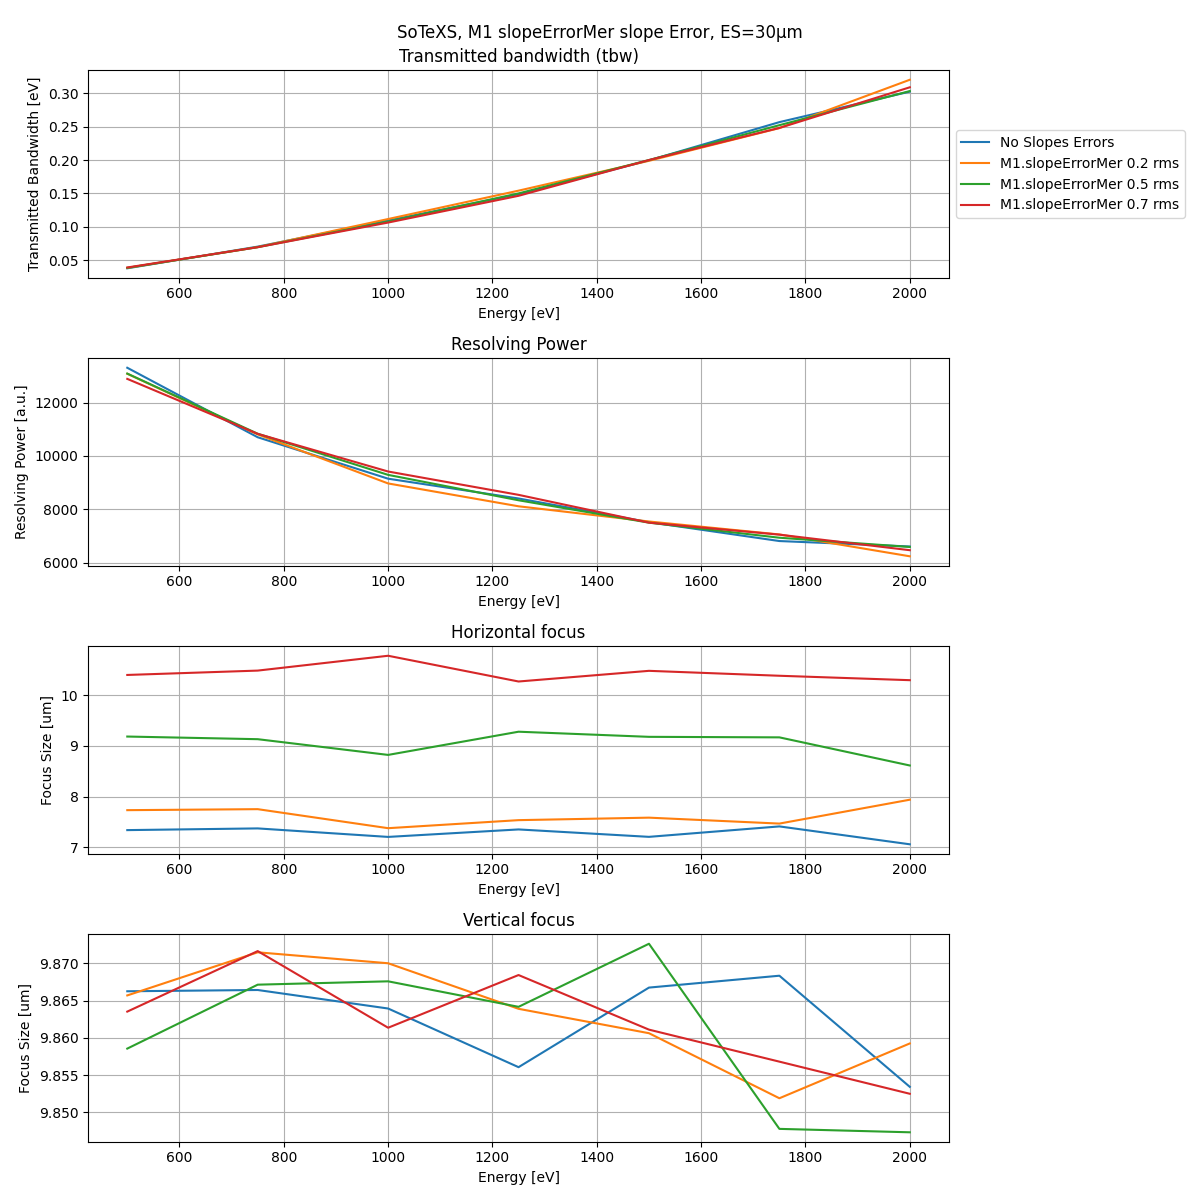 SoTeXS, M1 slopeErrorMer slope Error, ES=30µm
Transmitted bandwidth (tbw)
Transmitted Bandwidth [eV]
0.30
0.25
0.20
0.15
0.10
0.05
600 800 1000 1200 1400 1600 1800 2000
Energy [eV]
No Slopes Errors
M1.slopeErrorMer 0.2 rms
M1.slopeErrorMer 0.5 rms
M1.slopeErrorMer 0.7 rms
Resolving Power
Resolving Power [a.u.]
12000
10000
8000
6000
600 800 1000 1200 1400 1600 1800 2000
Energy [eV]
Horizontal focus
Focus Size [um]
10
9
8
7
600 800 1000 1200 1400 1600 1800 2000
Energy [eV]
Vertical focus
Focus Size [um]
9.870
9.865
9.860
9.855
9.850
600 800 1000 1200 1400 1600 1800 2000
Energy [eV]